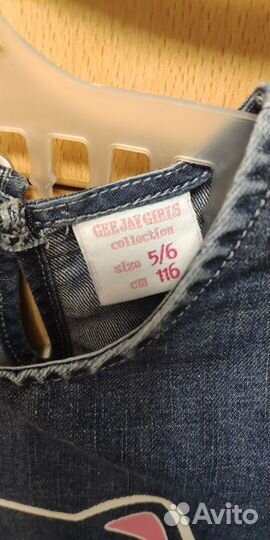 GEE JAY GIRLS
collection
size 5/6
cm 116
Avito